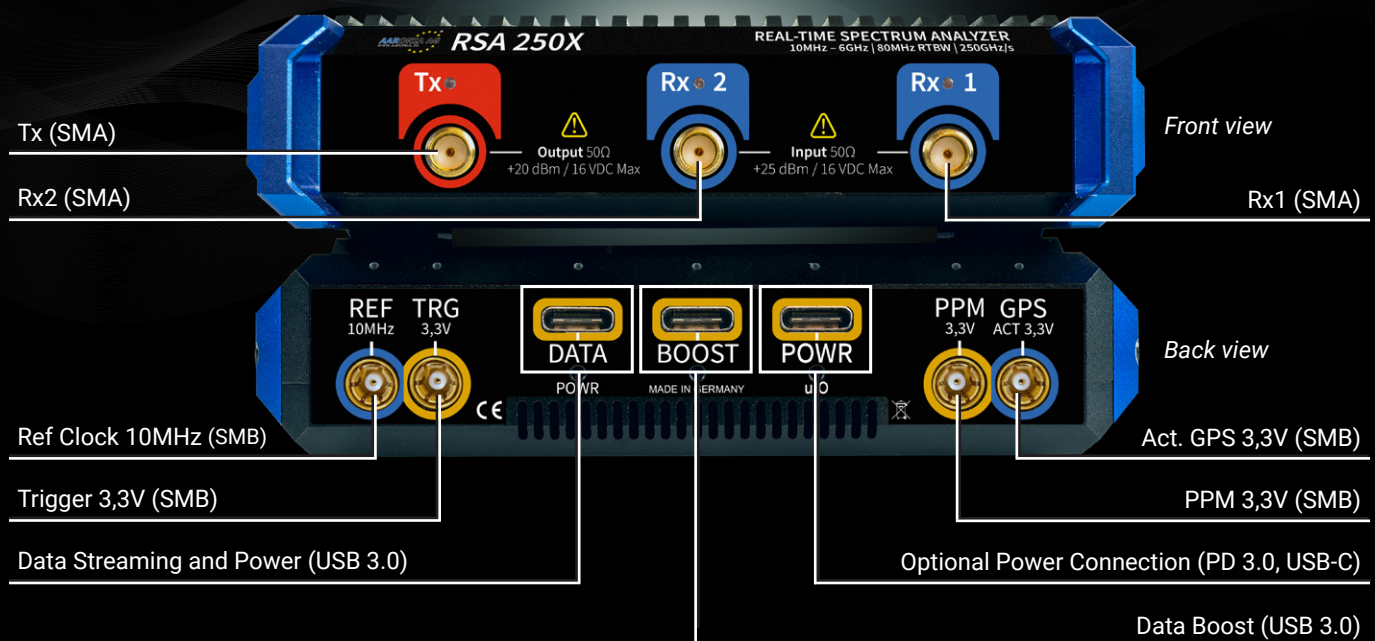 AARONIA AG
WWW.AARONIA.DE
RSA 250X
REAL-TIME SPECTRUM ANALYZER
10MHz – 6GHz | 80MHz RTBW | 250GHz/s
Tx
Rx 2
Rx 1
Output 50Ω
+20 dBm / 16 VDC Max
Input 50Ω
+25 dBm / 16 VDC Max
Tx (SMA)
Front view
Rx2 (SMA)
Rx1 (SMA)
REF
10MHz
TRG
3,3V
DATA
BOOST
POWR
PPM
3,3V
GPS
ACT 3,3V
Back view
POWR
MADE IN GERMANY
CE
Ref Clock 10MHz (SMB)
Act. GPS 3,3V (SMB)
Trigger 3,3V (SMB)
PPM 3,3V (SMB)
Data Streaming and Power (USB 3.0)
Optional Power Connection (PD 3.0, USB-C)
Data Boost (USB 3.0)